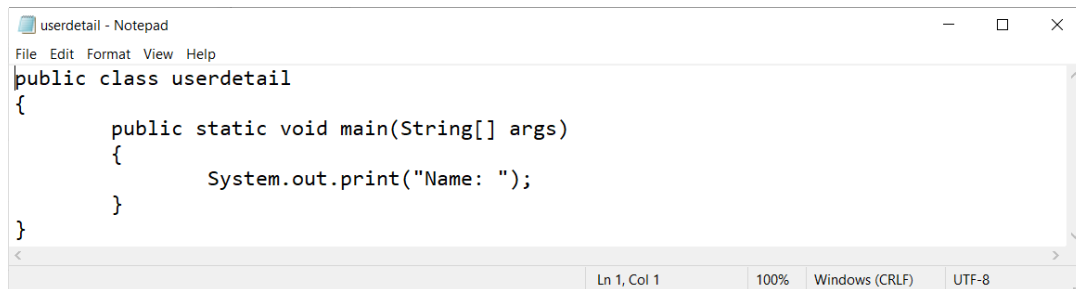 userdetail - Notepad
File Edit Format View Help
public class userdetail
{
        public static void main(String[] args)
        {
                System.out.print("Name: ");
        }
}
Ln 1, Col 1 100% Windows (CRLF) UTF-8